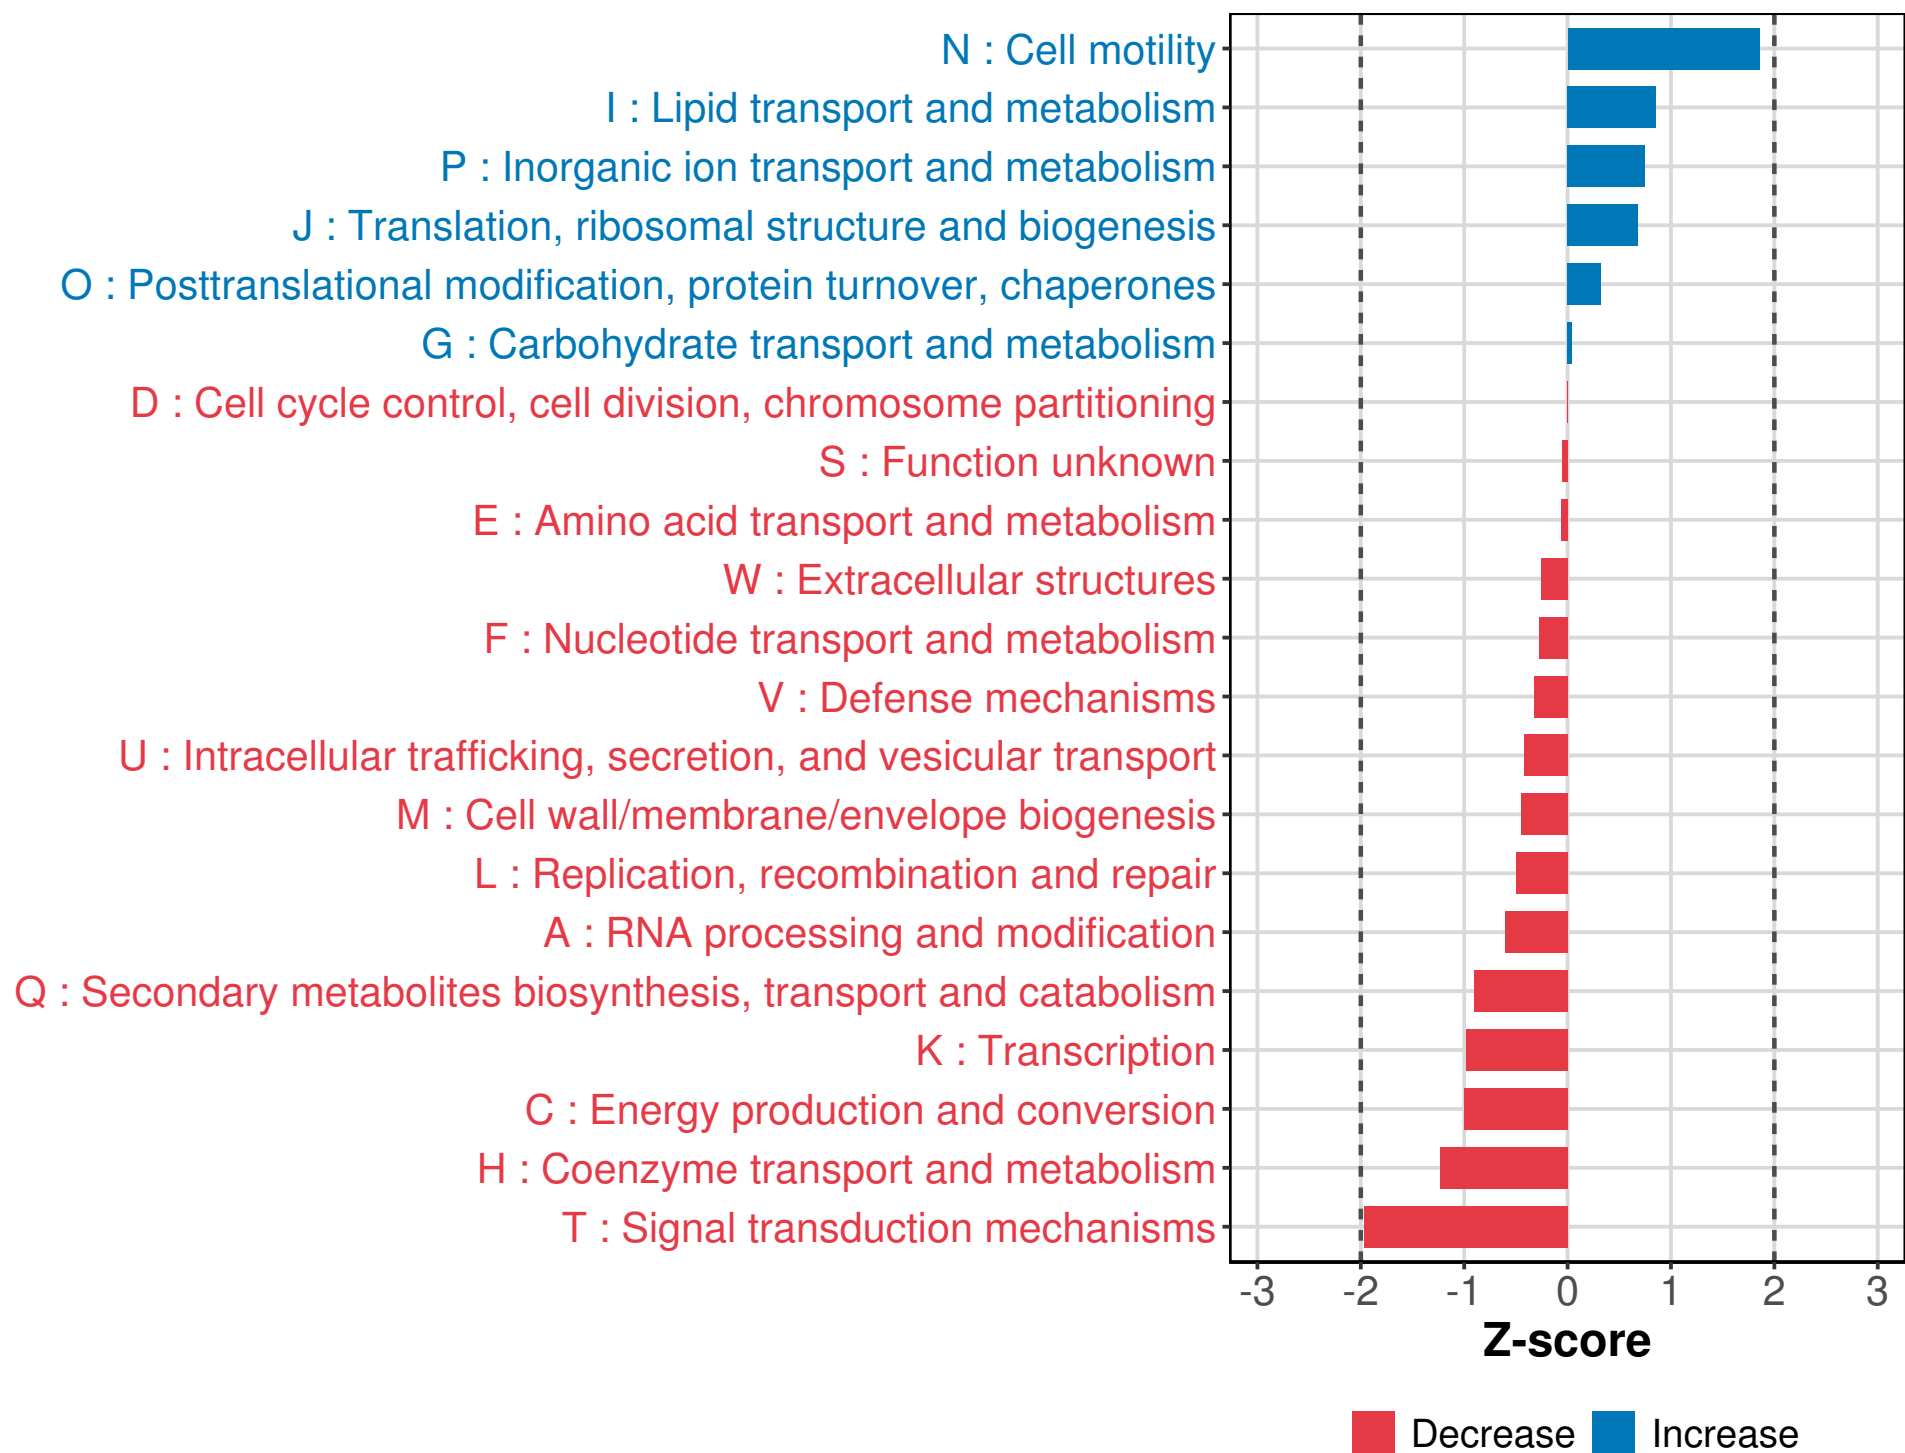 N : Cell motility
I : Lipid transport and metabolism
P : Inorganic ion transport and metabolism
J : Translation, ribosomal structure and biogenesis
O : Posttranslational modification, protein turnover, chaperones
G : Carbohydrate transport and metabolism
D : Cell cycle control, cell division, chromosome partitioning
S : Function unknown
E : Amino acid transport and metabolism
W : Extracellular structures
F : Nucleotide transport and metabolism
V : Defense mechanisms
U : Intracellular trafficking, secretion, and vesicular transport
M : Cell wall/membrane/envelope biogenesis
L : Replication, recombination and repair
A : RNA processing and modification
Q : Secondary metabolites biosynthesis, transport and catabolism
K : Transcription
C : Energy production and conversion
H : Coenzyme transport and metabolism
T : Signal transduction mechanisms
-3 -2 -1 0 1 2 3
Z-score
Decrease Increase